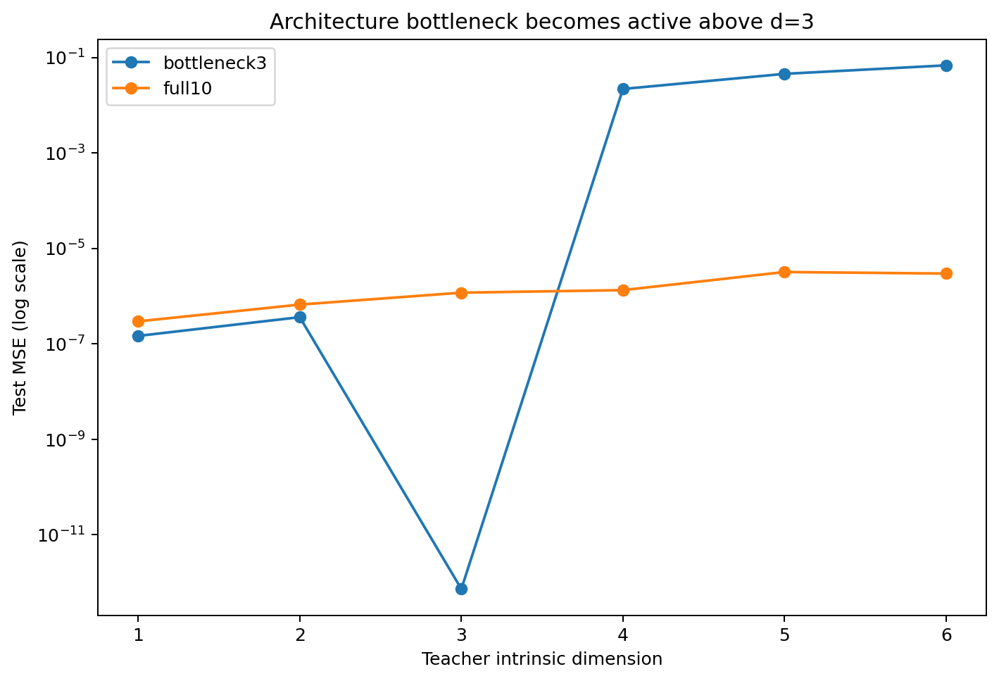 Architecture bottleneck becomes active above d=3
bottleneck3
full10
10⁻¹
10⁻³
10⁻⁵
10⁻⁷
10⁻⁹
10⁻¹¹
Test MSE (log scale)
1 2 3 4 5 6
Teacher intrinsic dimension